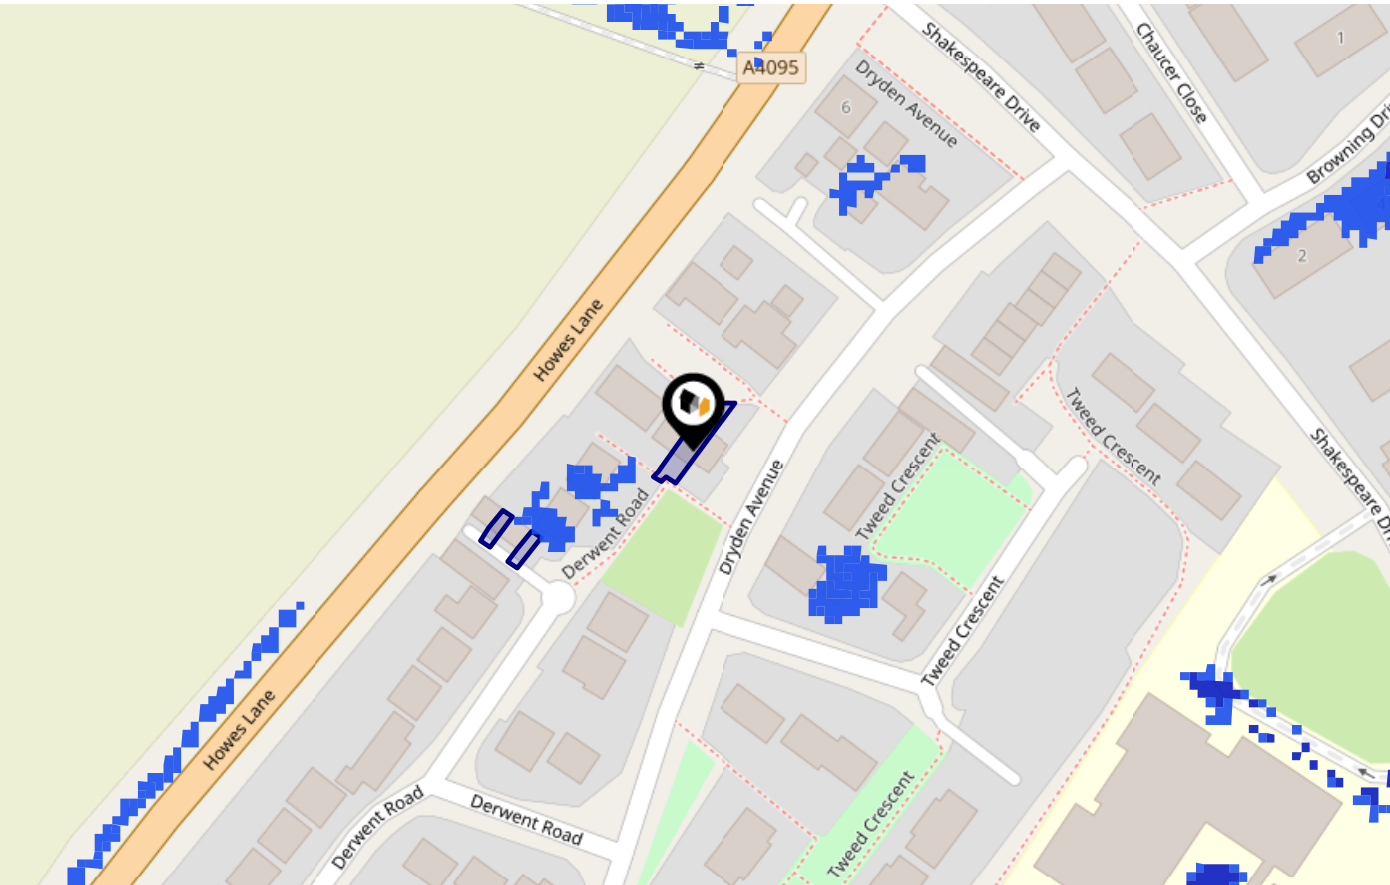 A4095
Shakespeare Drive
Chaucer Close
1
Dryden Avenue
6
Browning Dri
2
Howes Lane
Tweed Crescent
Tweed Crescent
Shakespeare Dri
Dryden Avenue
Derwent Road
Tweed Crescent
Howes Lane
Derwent Road
Derwent Road
Tweed Crescent